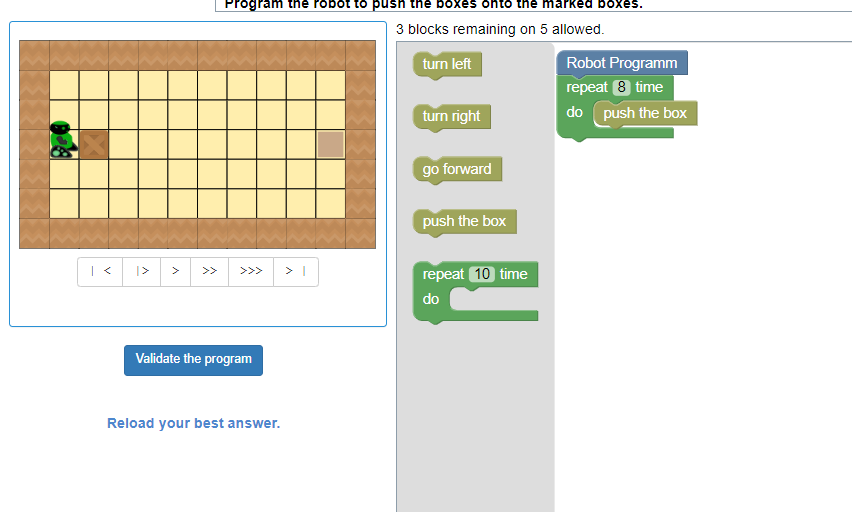 Program the robot to push the boxes onto the marked boxes.
3 blocks remaining on 5 allowed.
turn left
turn right
go forward
push the box
repeat 10 time
do
Robot Programm
repeat 8 time
do push the box
| < |> > >> >>> > |
Validate the program
Reload your best answer.